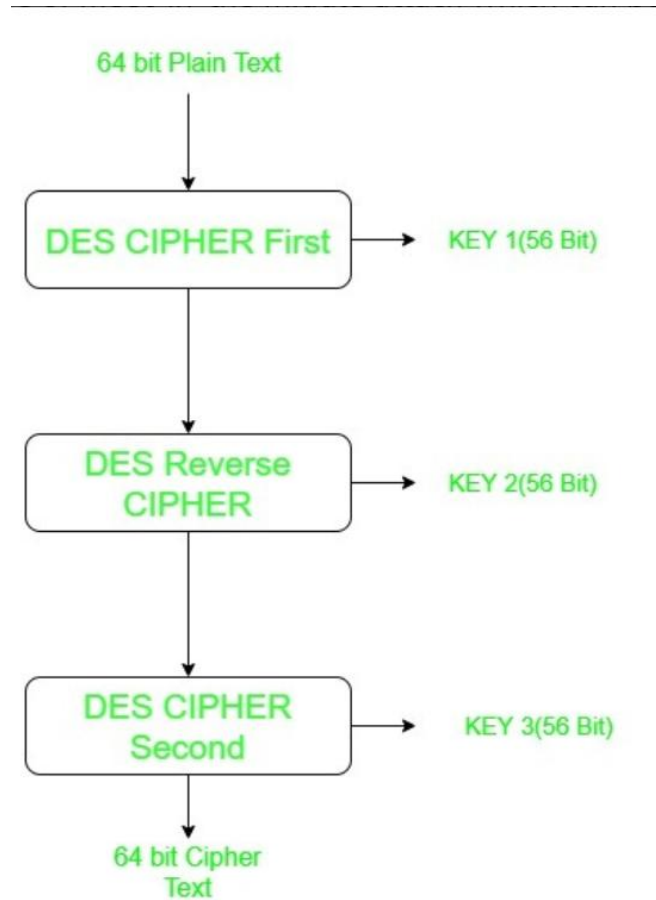 64 bit Plain Text
DES CIPHER First
KEY 1(56 Bit)
DES Reverse
CIPHER
KEY 2(56 Bit)
DES CIPHER
Second
KEY 3(56 Bit)
64 bit Cipher
Text